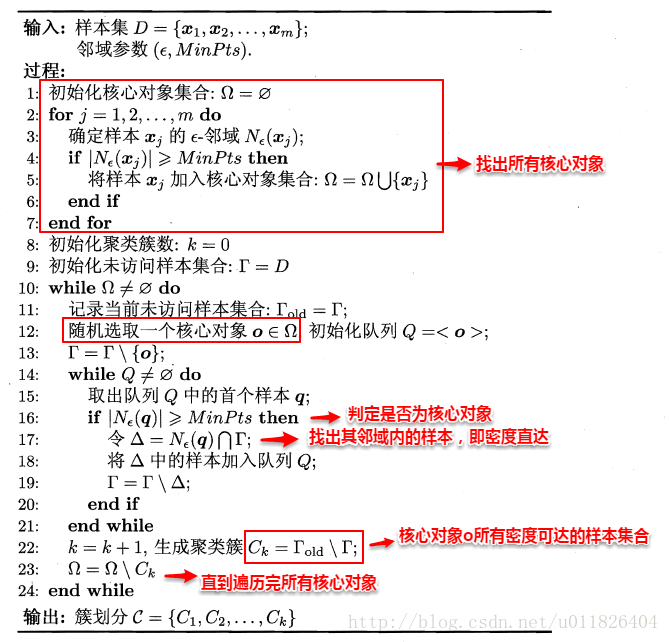 输入: 样本集 D = {x₁, x₂, . . . , xₘ};
邻域参数 (ϵ, MinPts).
过程:
1: 初始化核心对象集合: Ω = ∅
2: for j = 1, 2, . . . , m do
3: 确定样本 xⱼ 的 ϵ-邻域 Nϵ(xⱼ);
4: if |Nϵ(xⱼ)| ⩾ MinPts then
5: 将样本 xⱼ 加入核心对象集合: Ω = Ω ⋃{xⱼ}
6: end if
7: end for
找出所有核心对象
8: 初始化聚类簇数: k = 0
9: 初始化未访问样本集合: Γ = D
10: while Ω ≠ ∅ do
11: 记录当前未访问样本集合: Γold = Γ;
12: 随机选取一个核心对象 o ∈ Ω 初始化队列 Q =< o >;
13: Γ = Γ \ {o};
14: while Q ≠ ∅ do
15: 取出队列 Q 中的首个样本 q;
16: if |Nϵ(q)| ⩾ MinPts then 判定是否为核心对象
17: 令 Δ = Nϵ(q) ⋂ Γ; 找出其邻域内的样本，即密度直达
18: 将 Δ 中的样本加入队列 Q;
19: Γ = Γ \ Δ;
20: end if
21: end while
22: k = k + 1, 生成聚类簇 Cₖ = Γold \ Γ; 核心对象o所有密度可达的样本集合
23: Ω = Ω \ Cₖ 直到遍历完所有核心对象
24: end while
输出: 簇划分 C = {C₁, C₂, . . . , Cₖ}
http://blog.csdn.net/u011826404